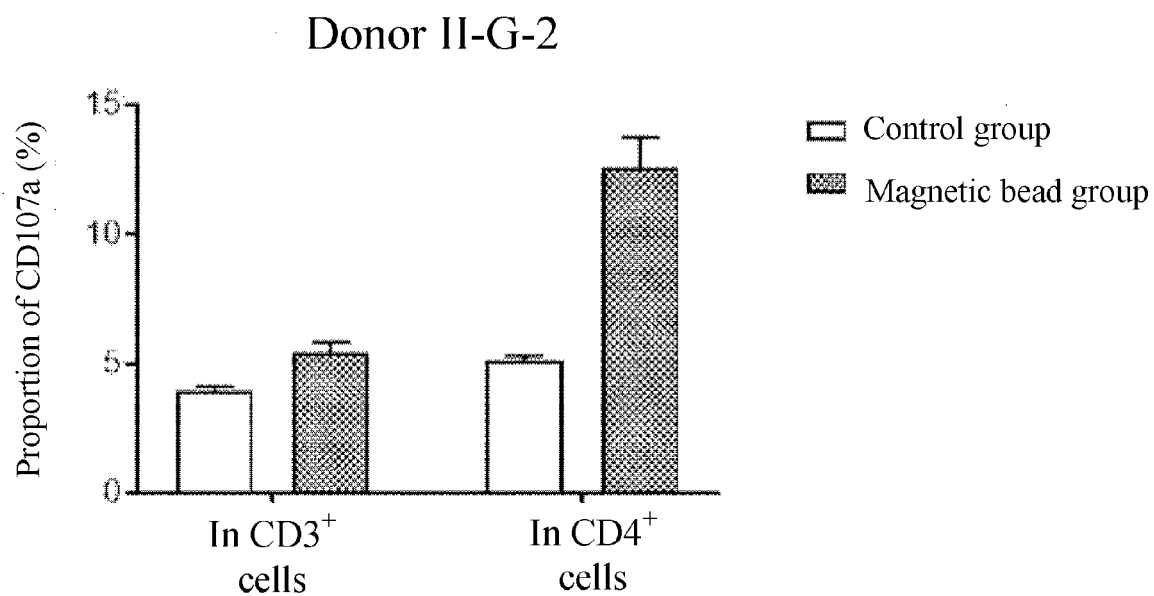 Donor II-G-2
Proportion of CD107a (%)
15
10
5
0
In CD3⁺
cells
In CD4⁺
cells
Control group
Magnetic bead group